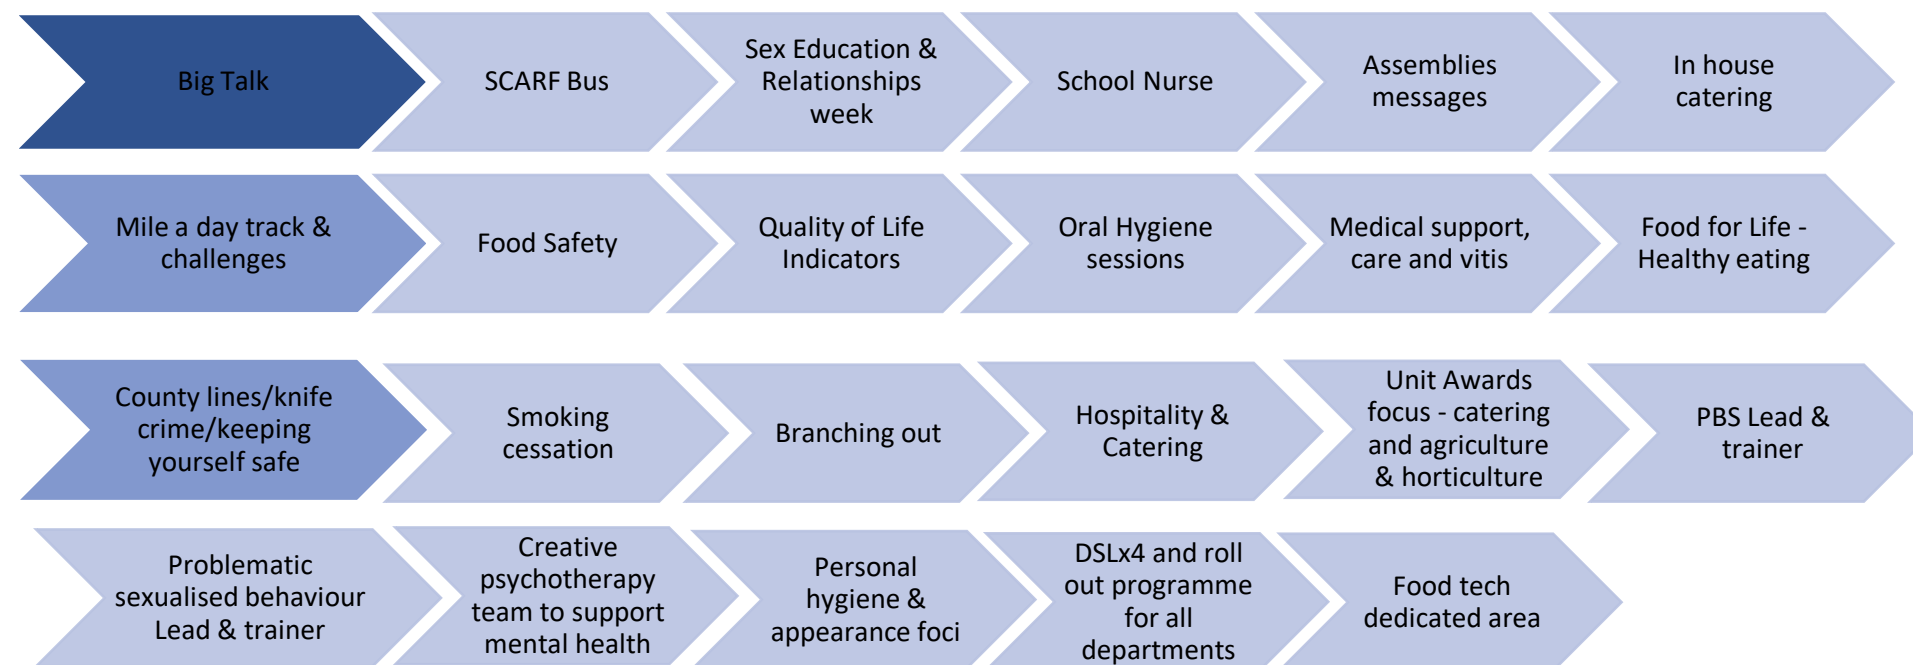 Big Talk
SCARF Bus
Sex Education &
Relationships
week
School Nurse
Assemblies
messages
In house
catering
Mile a day track &
challenges
Food Safety
Quality of Life
Indicators
Oral Hygiene
sessions
Medical support,
care and vitis
Food for Life -
Healthy eating
County lines/knife
crime/keeping
yourself safe
Smoking
cessation
Branching out
Hospitality &
Catering
Unit Awards
focus - catering
and agriculture
& horticulture
PBS Lead &
trainer
Problematic
sexualised behaviour
Lead & trainer
Creative
psychotherapy
team to support
mental health
Personal
hygiene &
appearance foci
DSLx4 and roll
out programme
for all
departments
Food tech
dedicated area